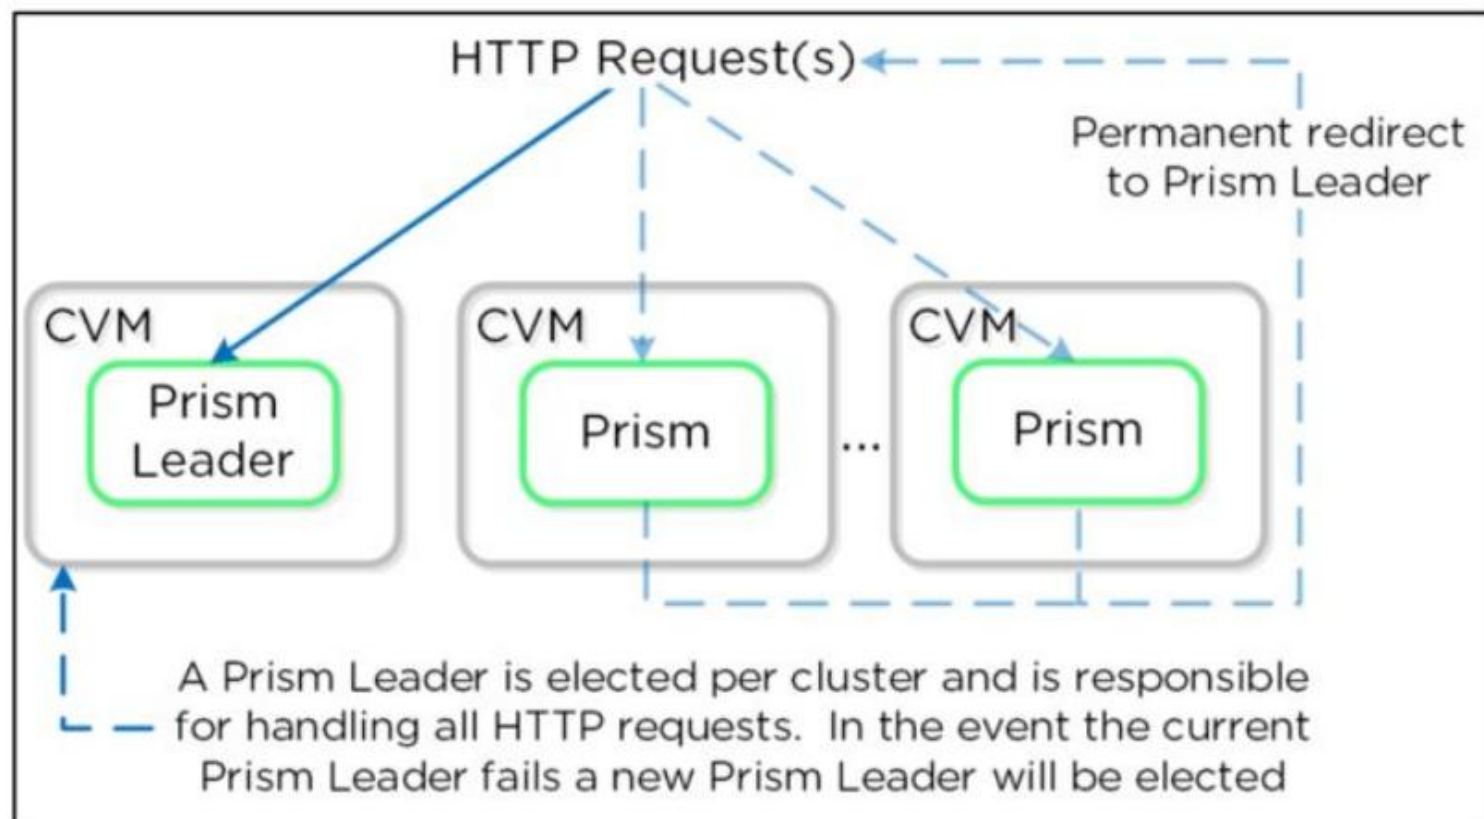 HTTP Request(s)
Permanent redirect
to Prism Leader
CVM
Prism
Leader
CVM
Prism
...
CVM
Prism
A Prism Leader is elected per cluster and is responsible
for handling all HTTP requests.  In the event the current
Prism Leader fails a new Prism Leader will be elected